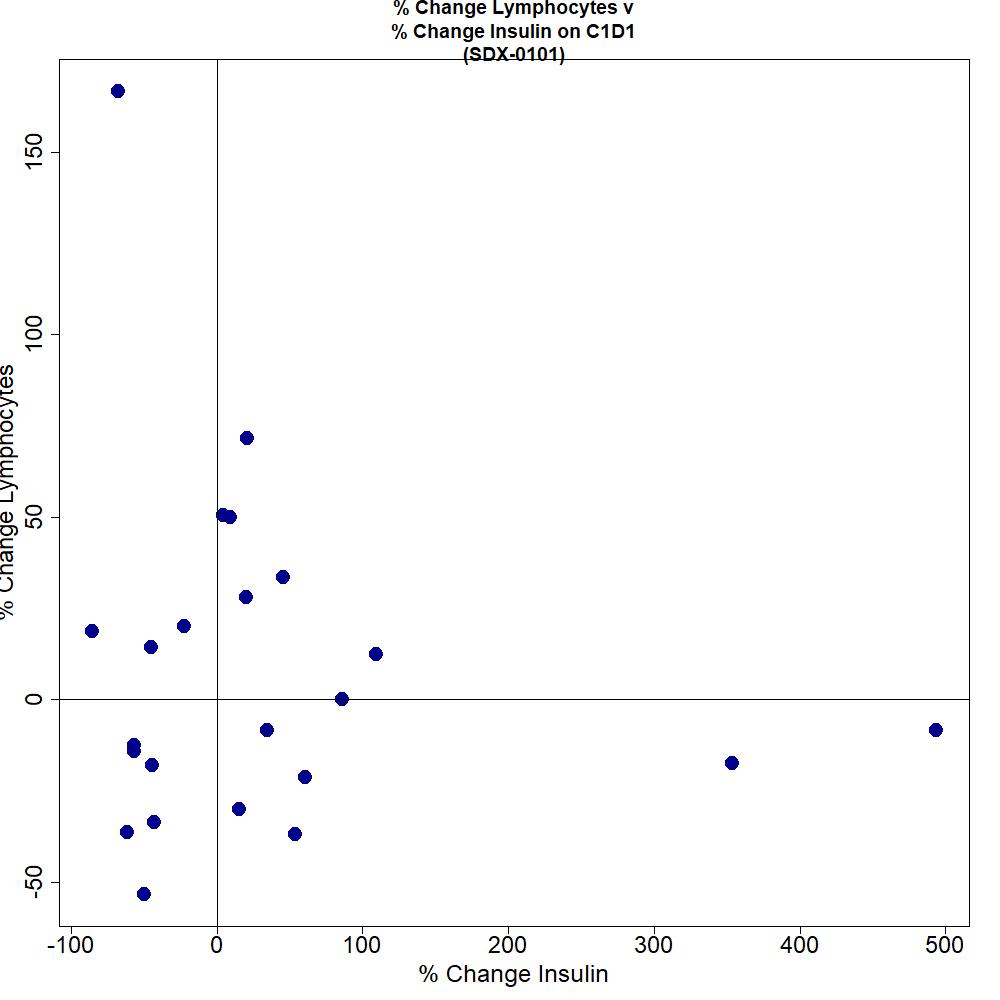 % Change Lymphocytes v
% Change Insulin on C1D1
(SDX-0101)
% Change Lymphocytes
150
100
50
0
-50
-100 0 100 200 300 400 500
% Change Insulin